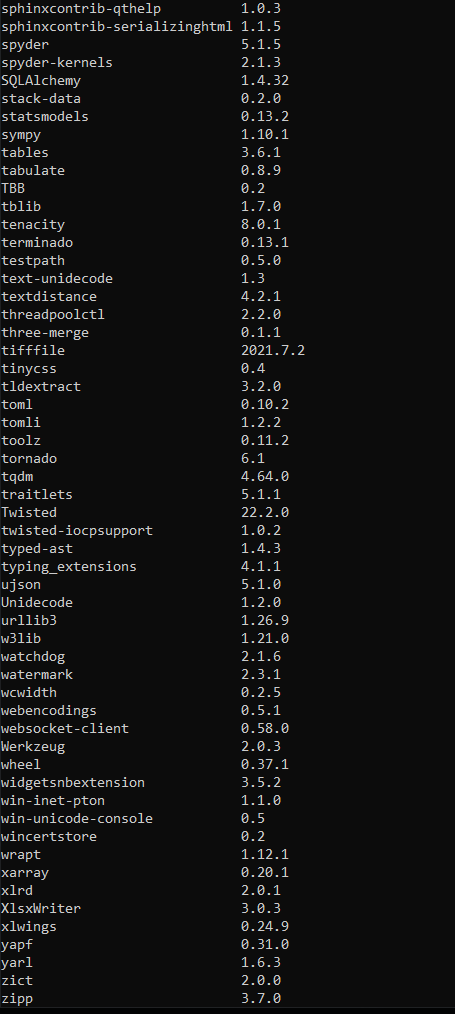 sphinxcontrib-qthelp 1.0.3
sphinxcontrib-serializinghtml 1.1.5
spyder 5.1.5
spyder-kernels 2.1.3
SQLAlchemy 1.4.32
stack-data 0.2.0
statsmodels 0.13.2
sympy 1.10.1
tables 3.6.1
tabulate 0.8.9
TBB 0.2
tblib 1.7.0
tenacity 8.0.1
terminado 0.13.1
testpath 0.5.0
text-unidecode 1.3
textdistance 4.2.1
threadpoolctl 2.2.0
three-merge 0.1.1
tifffile 2021.7.2
tinycss 0.4
tldextract 3.2.0
toml 0.10.2
tomli 1.2.2
toolz 0.11.2
tornado 6.1
tqdm 4.64.0
traitlets 5.1.1
Twisted 22.2.0
twisted-iocpsupport 1.0.2
typed-ast 1.4.3
typing_extensions 4.1.1
ujson 5.1.0
Unidecode 1.2.0
urllib3 1.26.9
w3lib 1.21.0
watchdog 2.1.6
watermark 2.3.1
wcwidth 0.2.5
webencodings 0.5.1
websocket-client 0.58.0
Werkzeug 2.0.3
wheel 0.37.1
widgetsnbextension 3.5.2
win-inet-pton 1.1.0
win-unicode-console 0.5
wincertstore 0.2
wrapt 1.12.1
xarray 0.20.1
xlrd 2.0.1
XlsxWriter 3.0.3
xlwings 0.24.9
yapf 0.31.0
yarl 1.6.3
zict 2.0.0
zipp 3.7.0